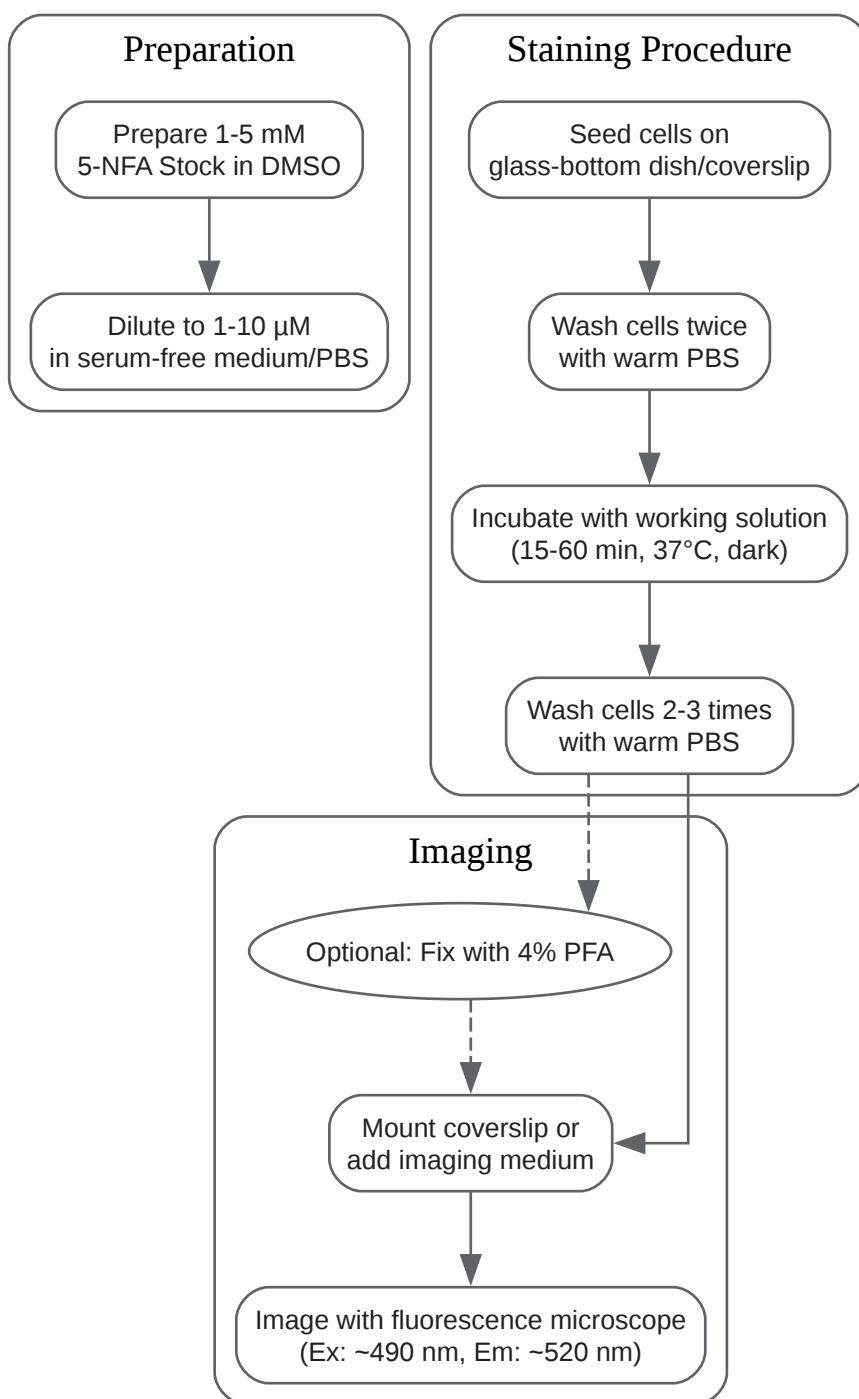 Preparation
Prepare 1-5 mM
5-NFA Stock in DMSO
Dilute to 1-10 µM
in serum-free medium/PBS
Staining Procedure
Seed cells on
glass-bottom dish/coverslip
Wash cells twice
with warm PBS
Incubate with working solution
(15-60 min, 37°C, dark)
Wash cells 2-3 times
with warm PBS
Imaging
Optional: Fix with 4% PFA
Mount coverslip or
add imaging medium
Image with fluorescence microscope
(Ex: ~490 nm, Em: ~520 nm)